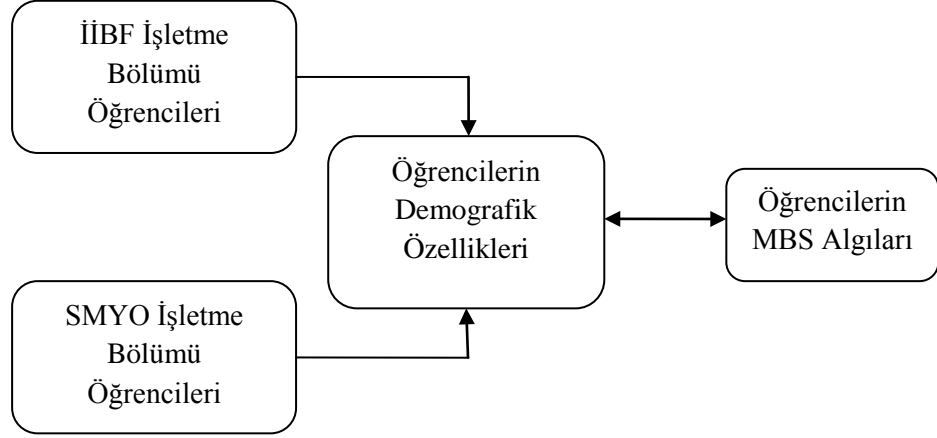 İİBF İşletme
Bölümü
Öğrencileri
Öğrencilerin
Demografik
Özellikleri
Öğrencilerin
MBS Algıları
SMYO İşletme
Bölümü
Öğrencileri